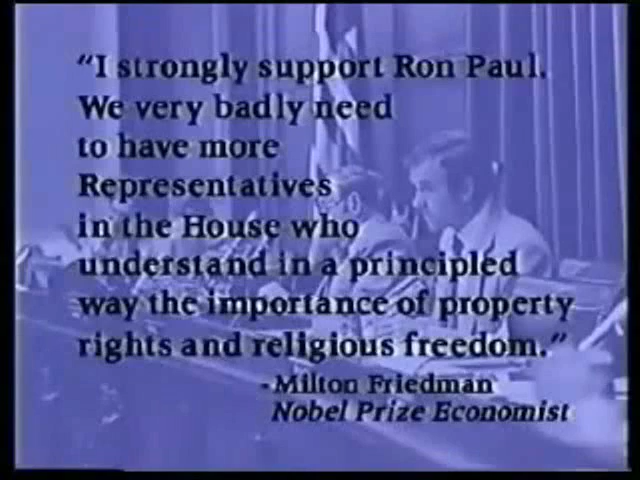 "I strongly support Ron Paul.
We very badly need
to have more
Representatives
in the House who
understand in a principled
way the importance of property
rights and religious freedom."
-Milton Friedman
Nobel Prize Economist